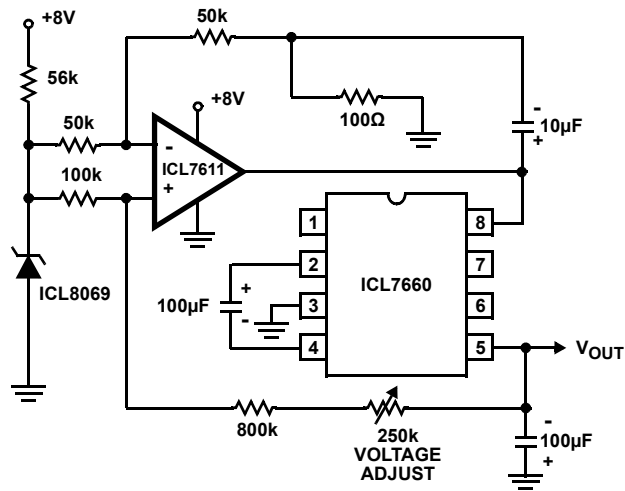 +8V
50k
56k
+8V
50k
-
ICL7611
100Ω
-
10µF
+
100k
+
ICL8069
1
8
2
7
ICL7660
100µF
+
-
3
6
4
5
VOUT
800k
250k
VOLTAGE
ADJUST
-
100µF
+